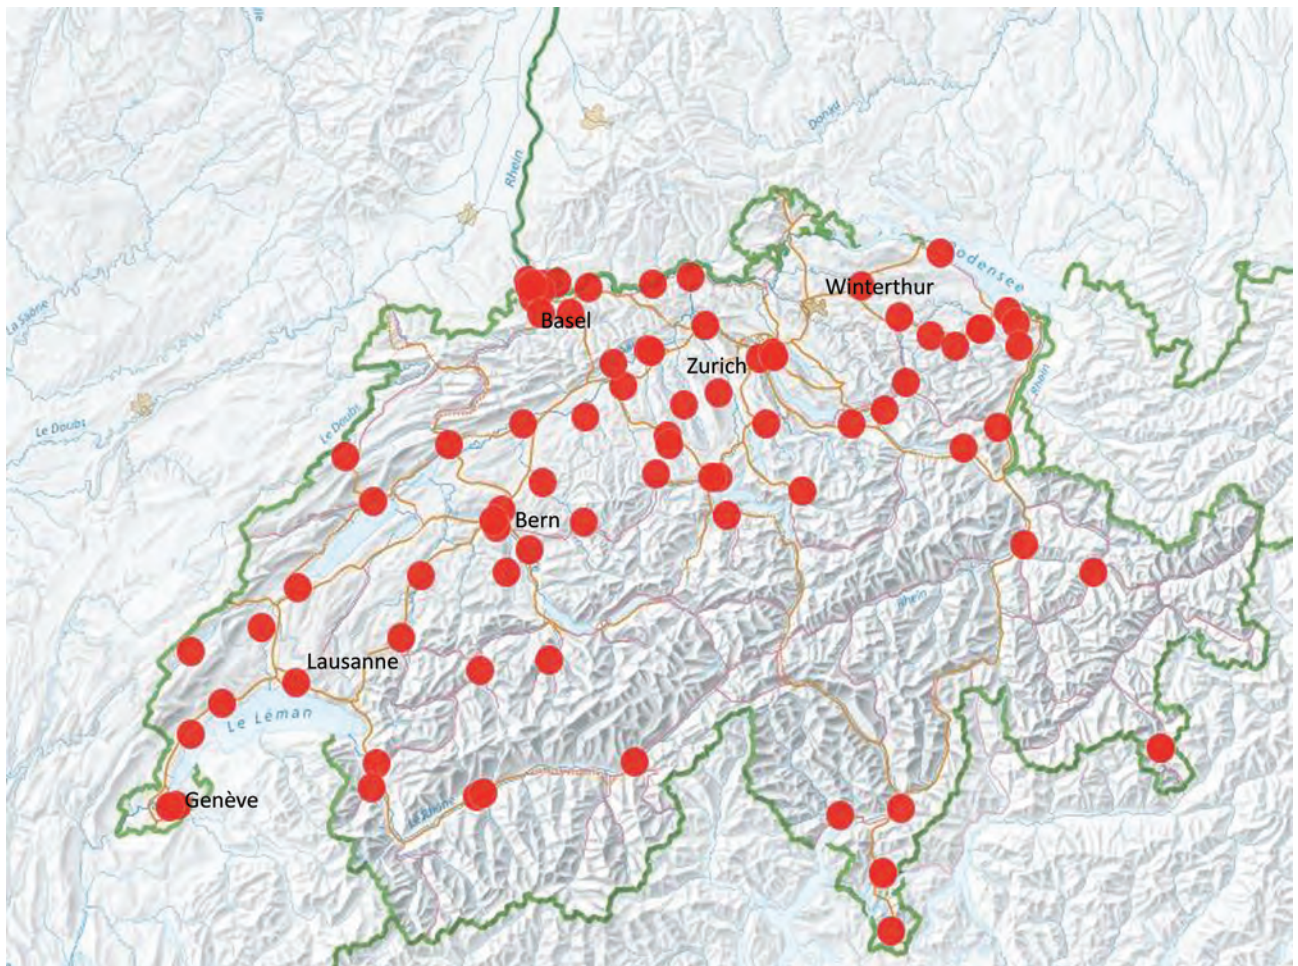 Rhein
Donau
La Saône
Le Doubs
Le Doubs
Bodensee
Winterthur
Basel
Zurich
Rhein
Bern
Rhein
Lausanne
Le Léman
Genève
Le Rhône